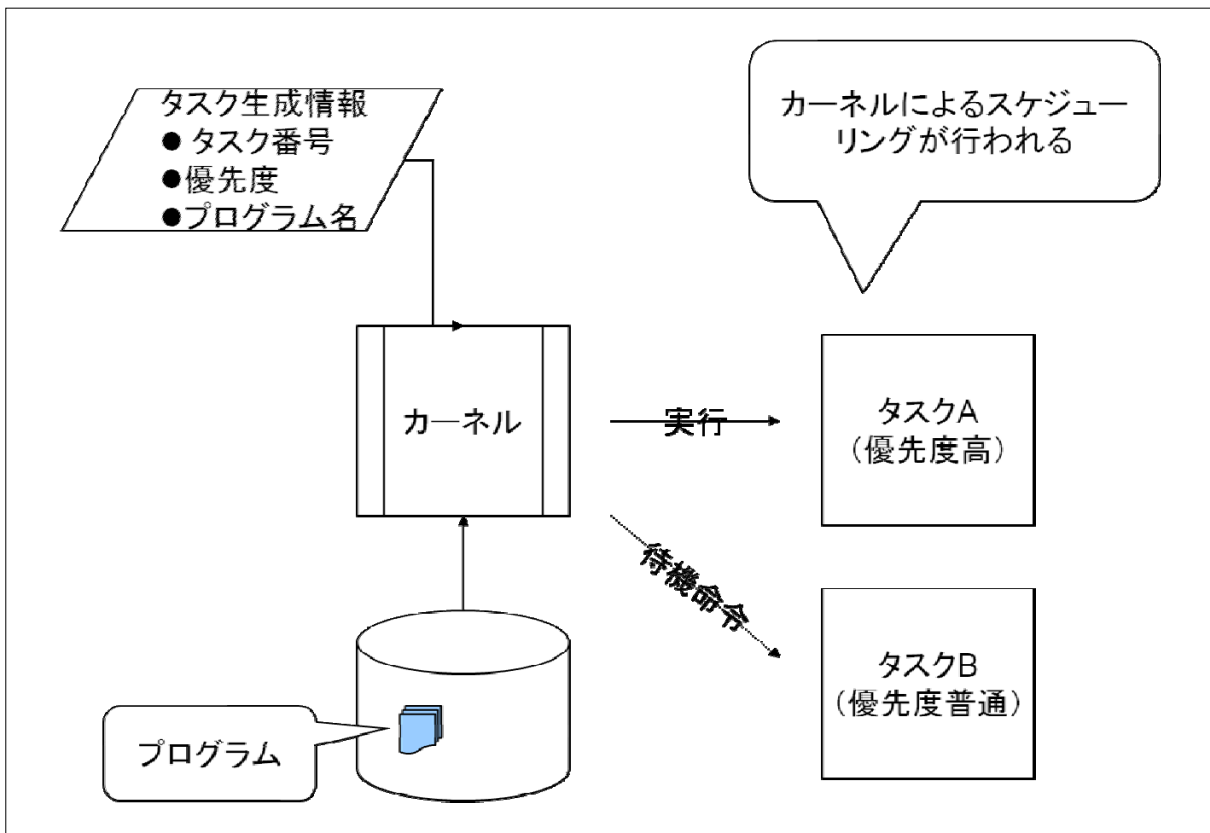 タスク生成情報
● タスク番号
●優先度
●プログラム名
カーネルによるスケジュー
リングが行われる
カーネル
実行
タスクA
(優先度高)
待機命令
タスクB
(優先度普通)
プログラム